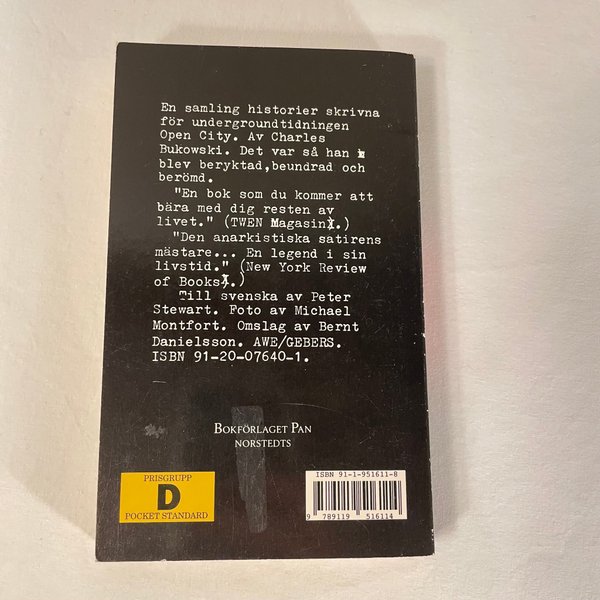 En samling historier skrivna
för undergroundtidningen
Open City. Av Charles
Bukowski. Det var så han
blev beryktad,beundrad och
berömd.
"En bok som du kommer att
bära med dig resten av
livet." (TWEN Magasin.)
"Den anarkistiska satirens
mästare... En legend i sin
livstid." (New York Review
of Books.)
Till svenska av Peter
Stewart. Foto av Michael
Montfort. Omslag av Bernt
Danielsson. AWE/GEBERS.
ISBN 91-20-07640-1.
BOKFÖRLAGET PAN
NORSTEDTS
PRISGRUPP
D
POCKET STANDARD
ISBN 91-1-951611-8
9 789119 516114